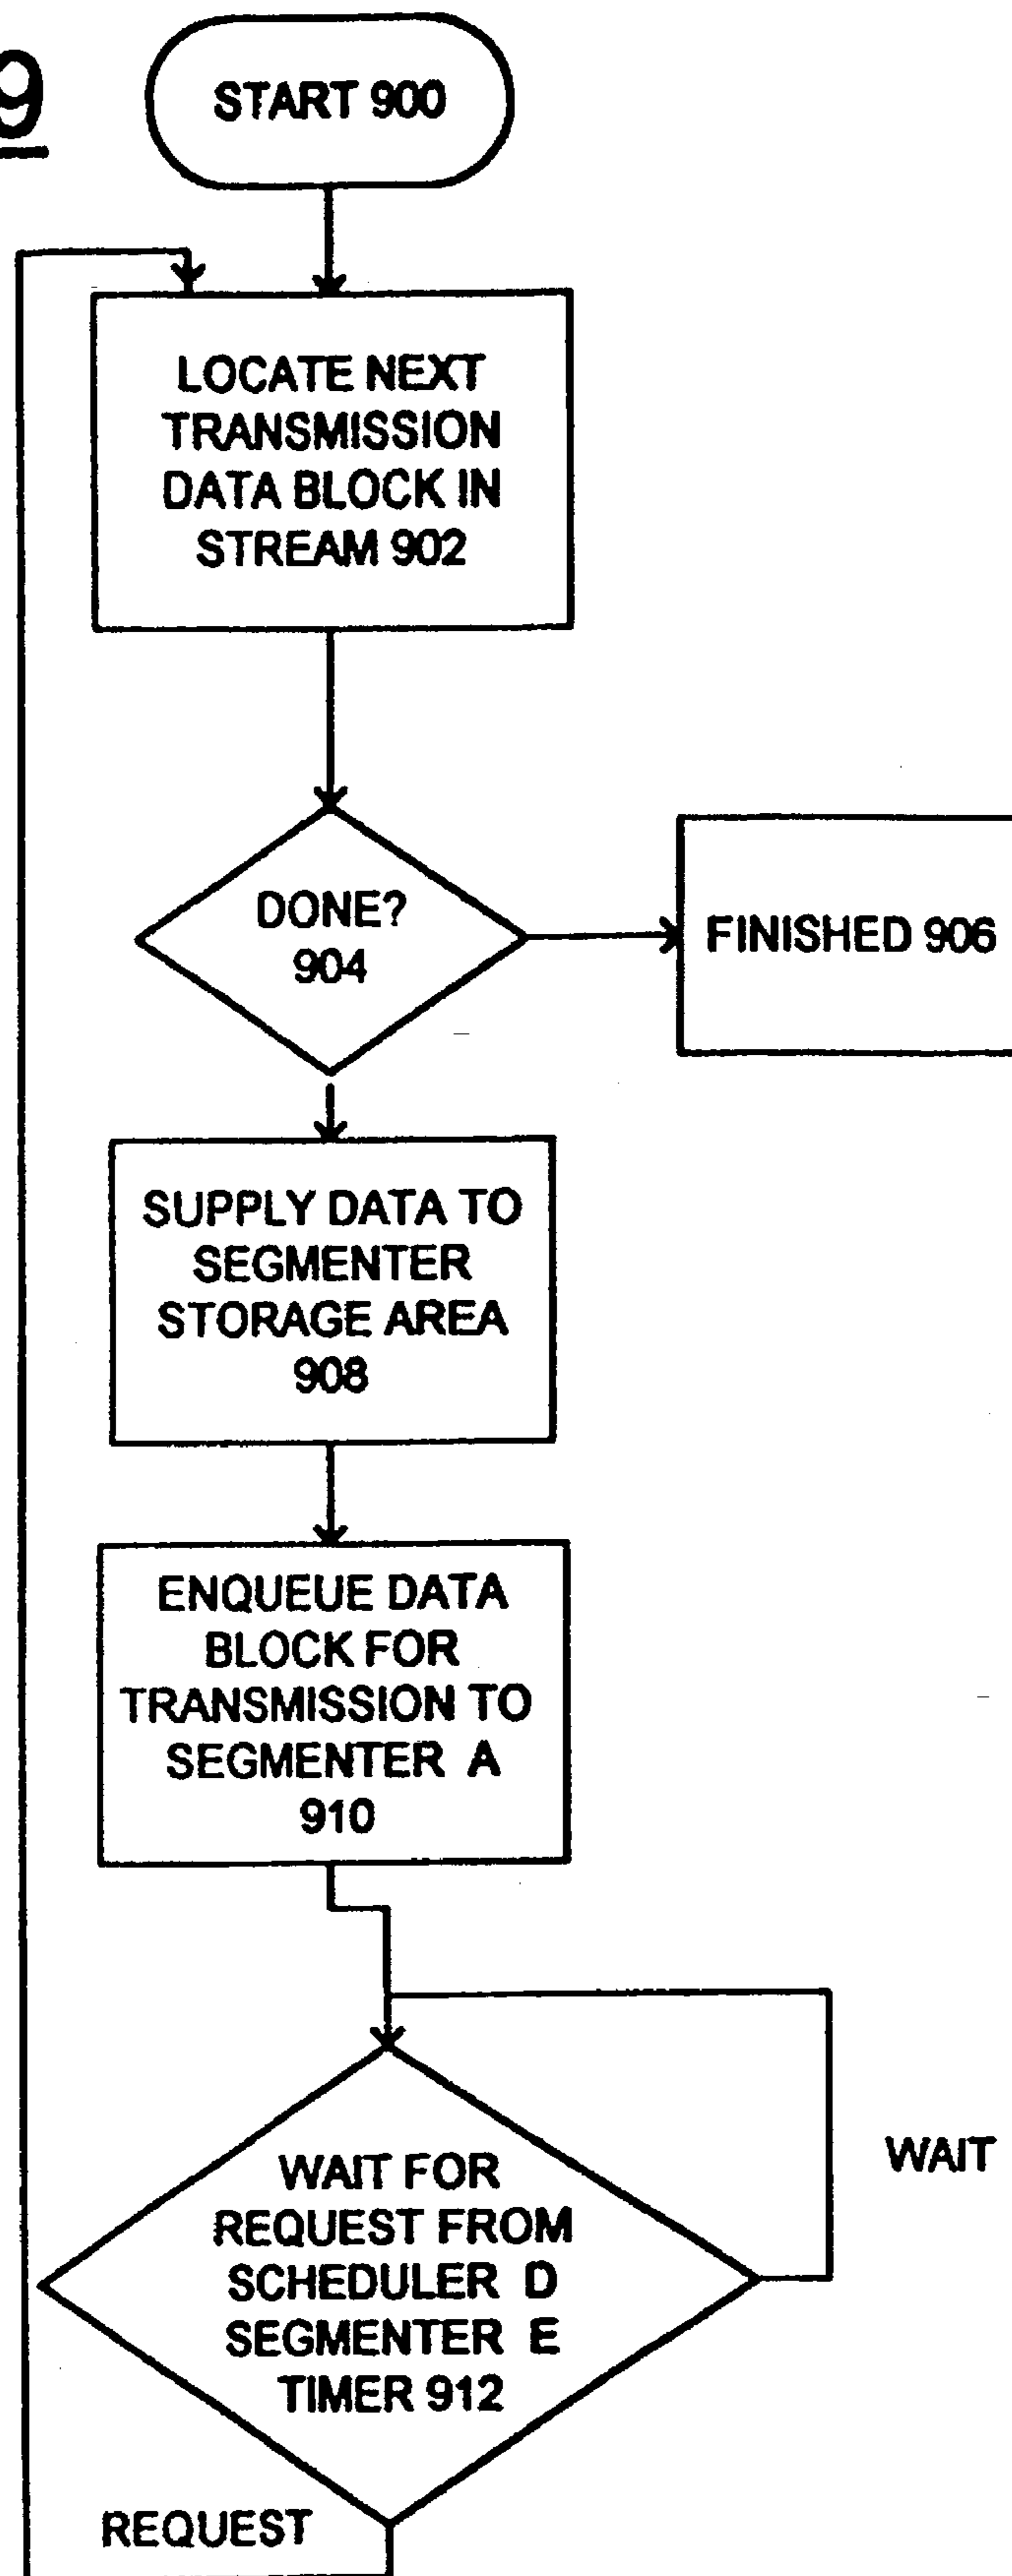 9
START 900
LOCATE NEXT
TRANSMISSION
DATA BLOCK IN
STREAM 902
DONE?
904
FINISHED 906
SUPPLY DATA TO
SEGMENTER
STORAGE AREA
908
ENQUEUE DATA
BLOCK FOR
TRANSMISSION TO
SEGMENTER A
910
WAIT
WAIT FOR
REQUEST FROM
SCHEDULER D
SEGMENTER E
TIMER 912
REQUEST